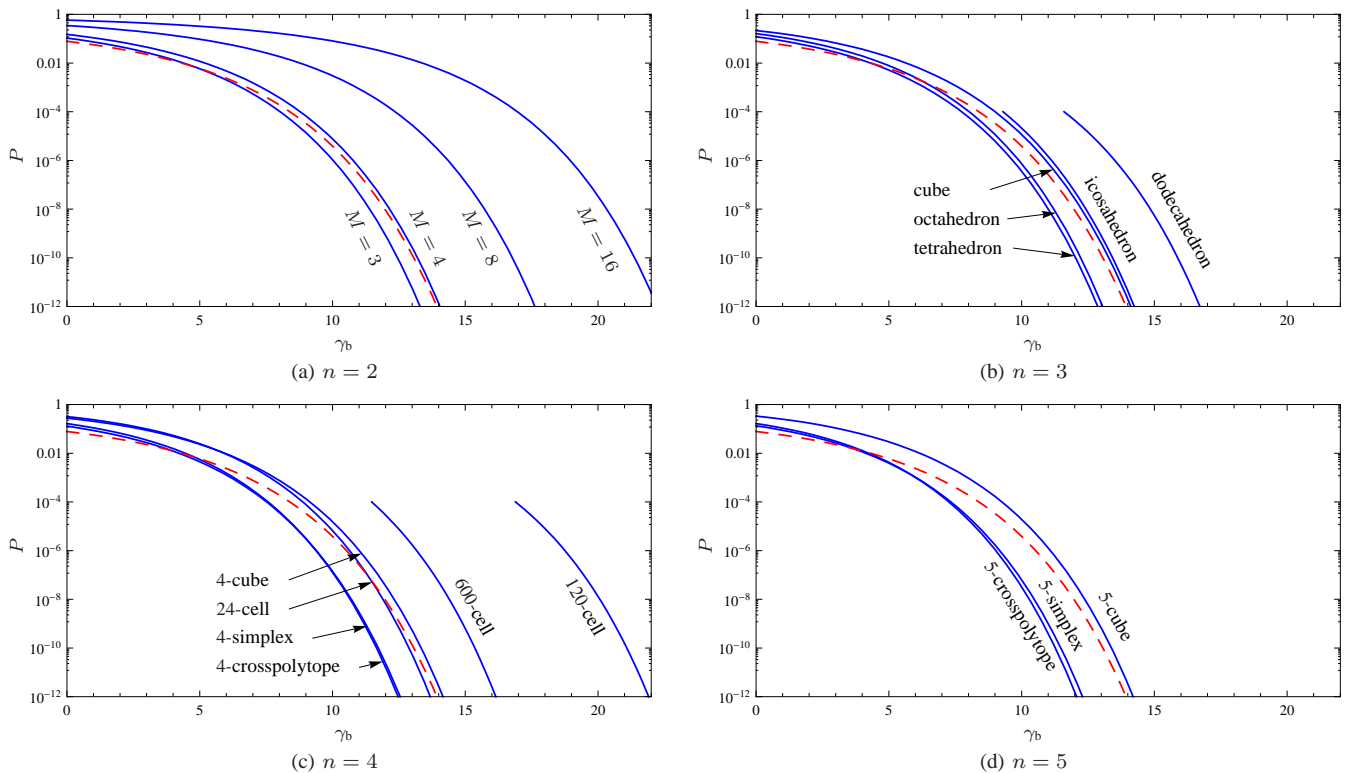 1
0.01
10⁻⁴
10⁻⁶
10⁻⁸
10⁻¹⁰
10⁻¹²
P
M = 3
M = 4
M = 8
M = 16
0 5 10 15 20
γb
(a) n = 2
1
0.01
10⁻⁴
10⁻⁶
10⁻⁸
10⁻¹⁰
10⁻¹²
P
cube
octahedron
tetrahedron
icosahedron
dodecahedron
0 5 10 15 20
γb
(b) n = 3
1
0.01
10⁻⁴
10⁻⁶
10⁻⁸
10⁻¹⁰
10⁻¹²
P
4-cube
24-cell
4-simplex
4-crosspolytope
600-cell
120-cell
0 5 10 15 20
γb
(c) n = 4
1
0.01
10⁻⁴
10⁻⁶
10⁻⁸
10⁻¹⁰
10⁻¹²
P
5-crosspolytope
5-simplex
5-cube
0 5 10 15 20
γb
(d) n = 5